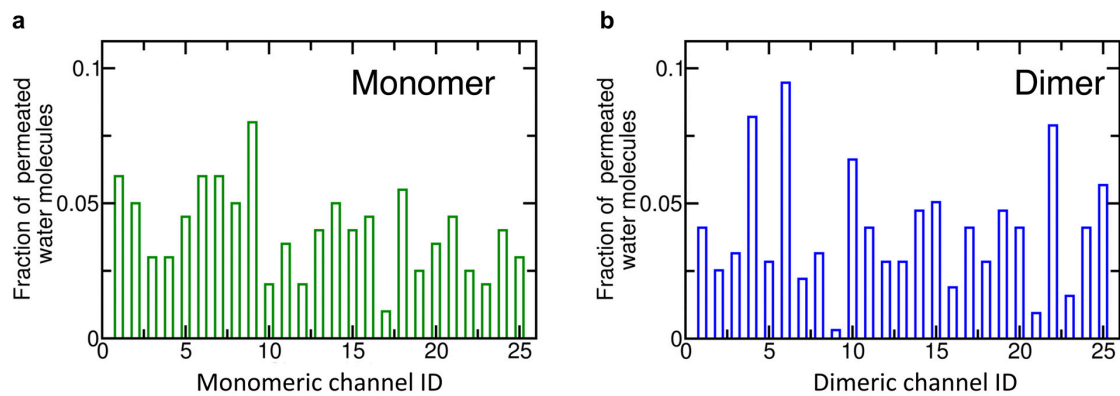 a
Monomer
Fraction of permeated
water molecules
0.1
0.05
0
0 5 10 15 20 25
Monomeric channel ID
b
Dimer
Fraction of permeated
water molecules
0.1
0.05
0
0 5 10 15 20 25
Dimeric channel ID